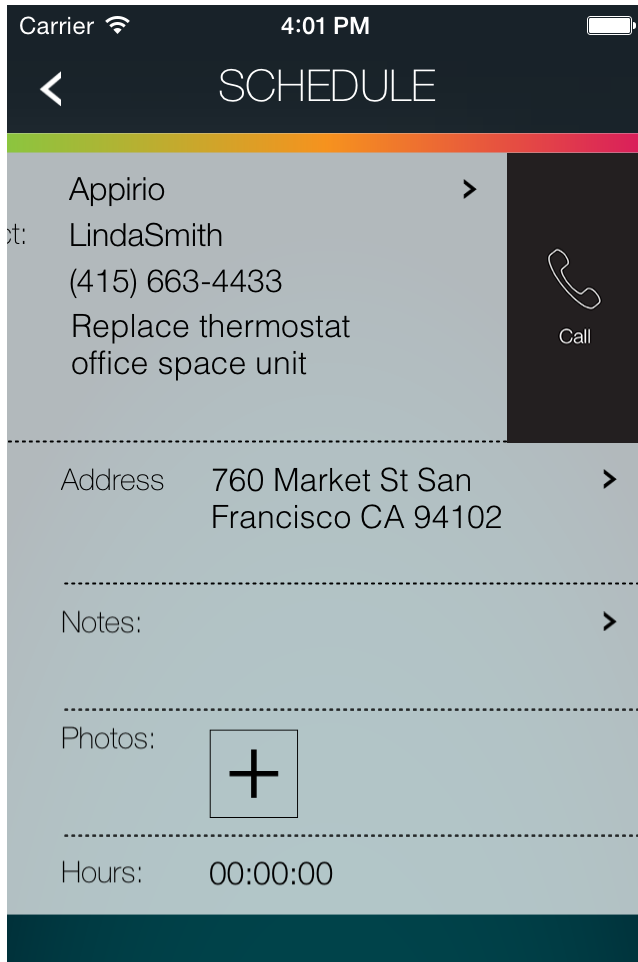 Carrier 4:01 PM
SCHEDULE
Appirio
ct: LindaSmith
(415) 663-4433
Replace thermostat
office space unit
Call
Address 760 Market St San
Francisco CA 94102
Notes:
Photos:
Hours: 00:00:00